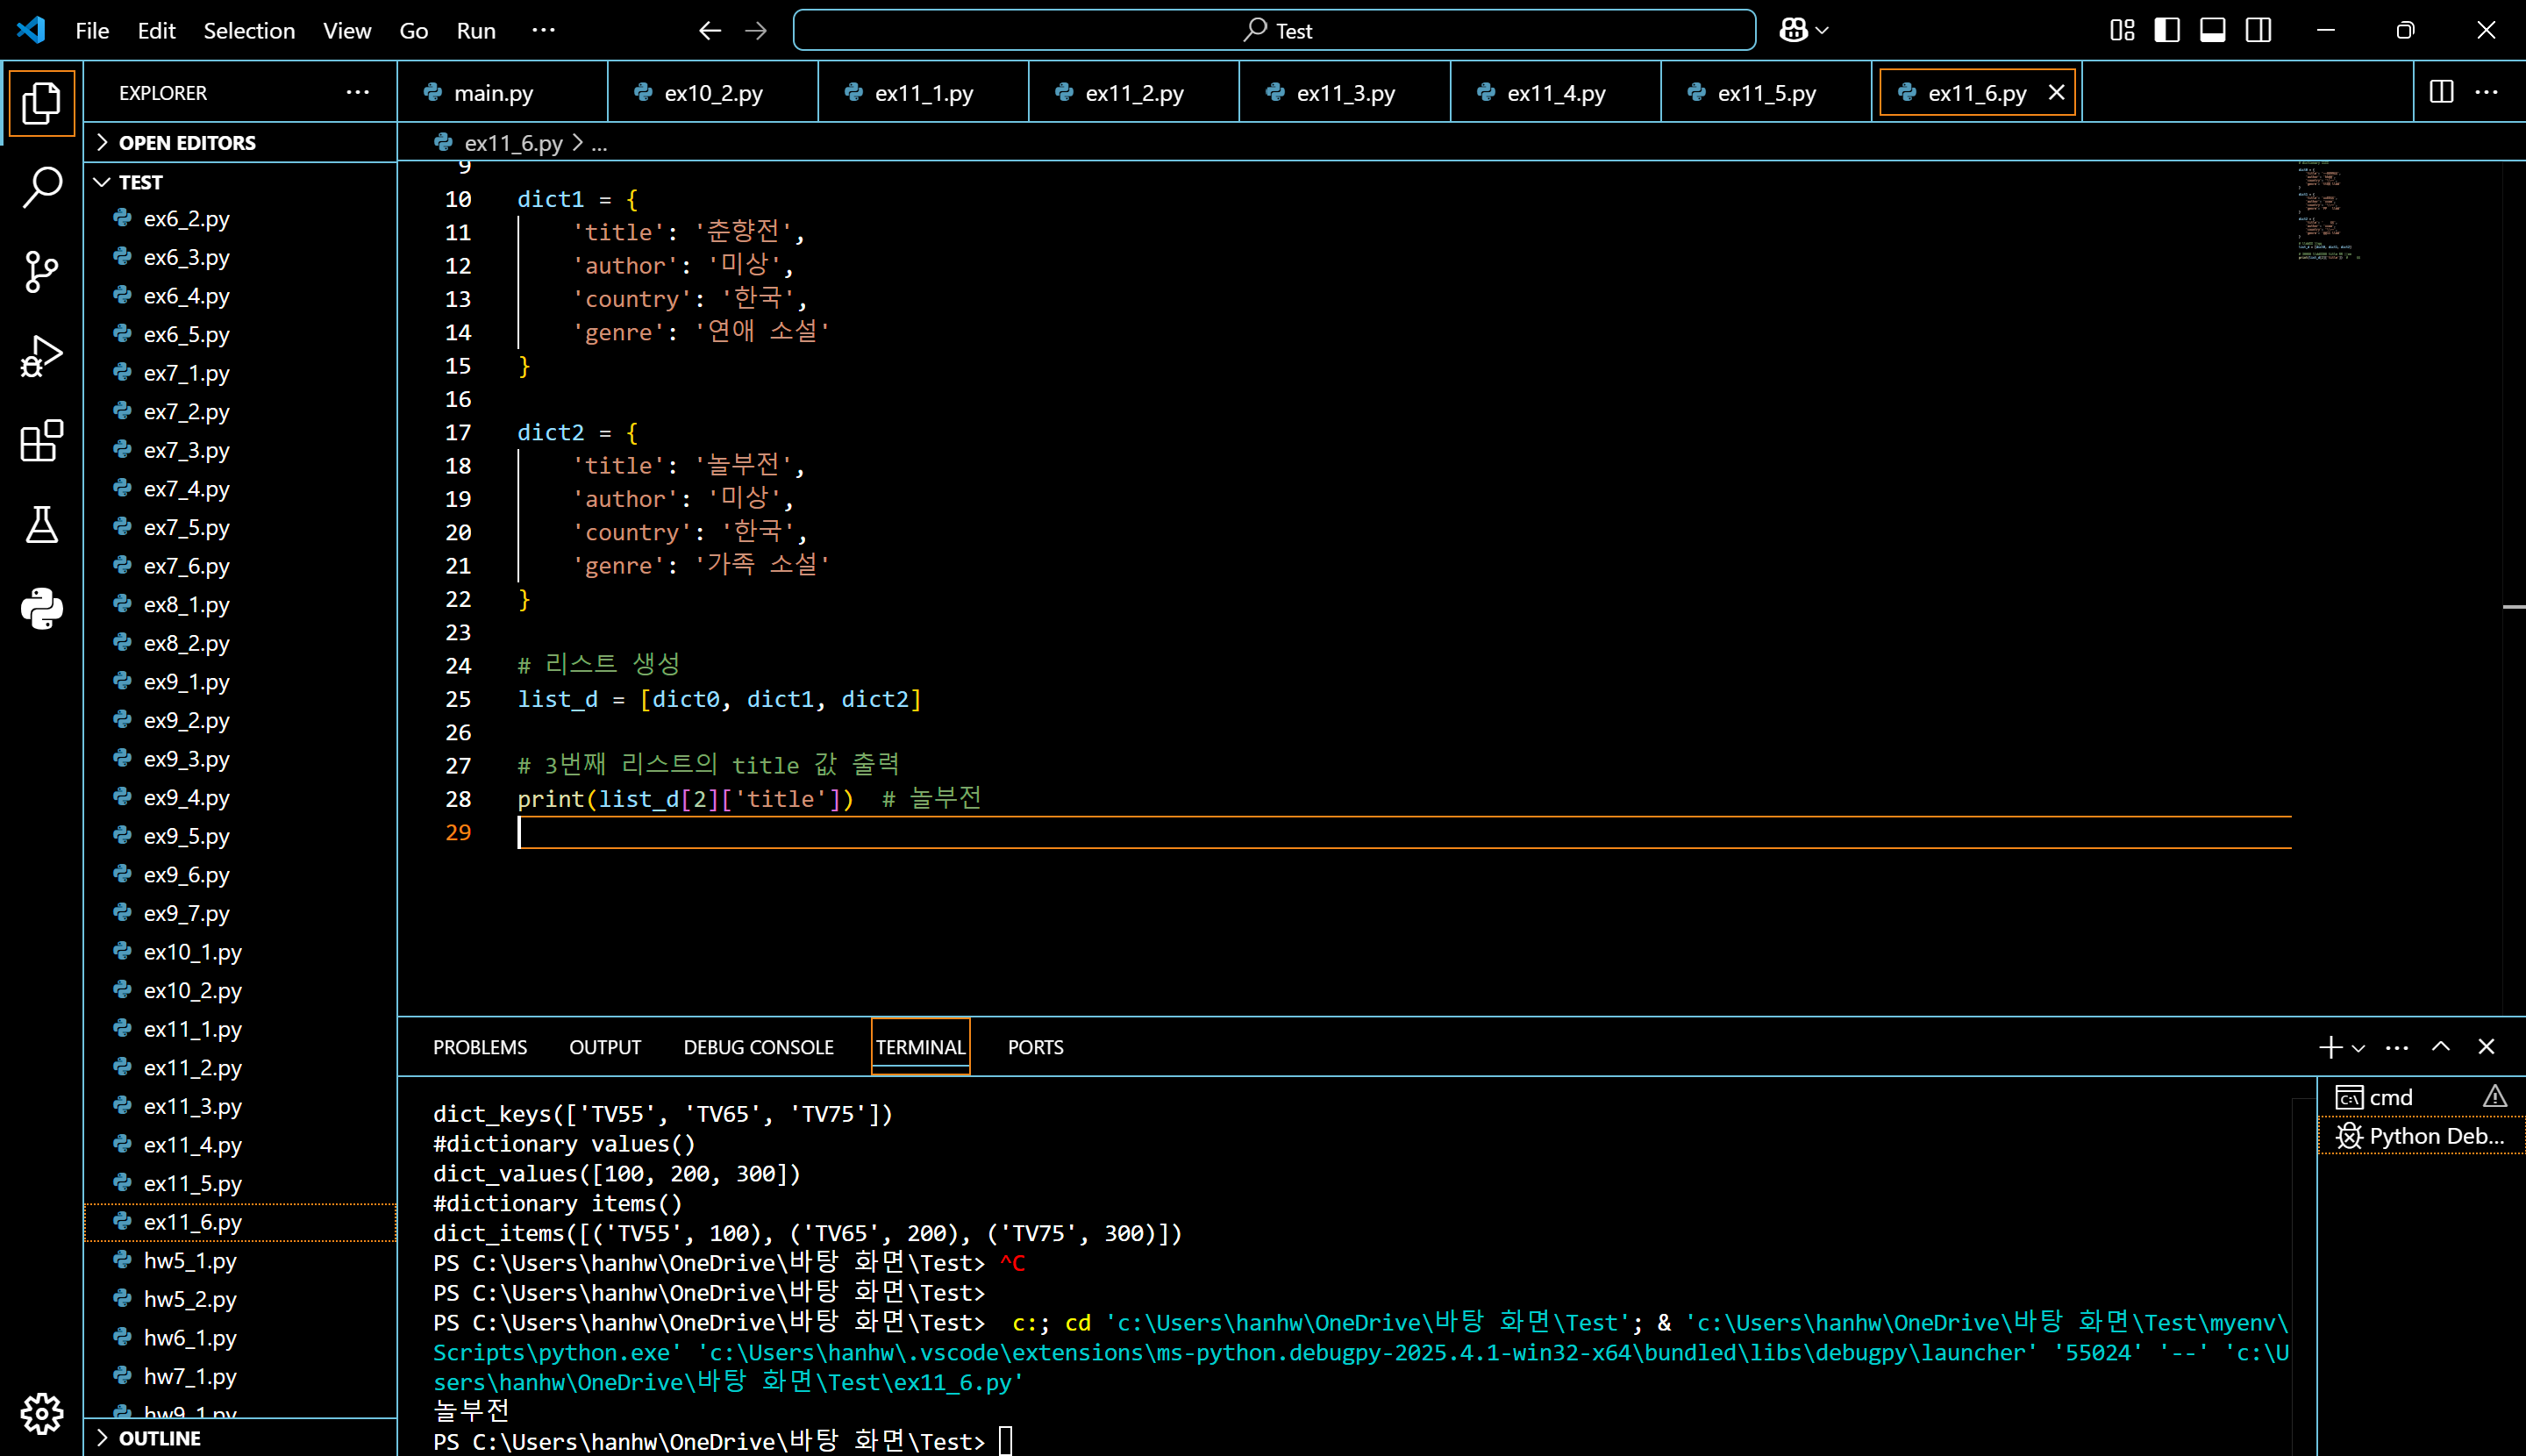 File Edit Selection View Go Run ··· Test
EXPLORER ···
OPEN EDITORS
TEST
ex6_2.py
ex6_3.py
ex6_4.py
ex6_5.py
ex7_1.py
ex7_2.py
ex7_3.py
ex7_4.py
ex7_5.py
ex7_6.py
ex8_1.py
ex8_2.py
ex9_1.py
ex9_2.py
ex9_3.py
ex9_4.py
ex9_5.py
ex9_6.py
ex9_7.py
ex10_1.py
ex10_2.py
ex11_1.py
ex11_2.py
ex11_3.py
ex11_4.py
ex11_5.py
ex11_6.py
hw5_1.py
hw5_2.py
hw6_1.py
hw7_1.py
hw9_1.py
OUTLINE
main.py ex10_2.py ex11_1.py ex11_2.py ex11_3.py ex11_4.py ex11_5.py ex11_6.py
ex11_6.py > ...
9
10 dict1 = {
11 'title': '춘향전',
12 'author': '미상',
13 'country': '한국',
14 'genre': '연애 소설'
15 }
16
17 dict2 = {
18 'title': '놀부전',
19 'author': '미상',
20 'country': '한국',
21 'genre': '가족 소설'
22 }
23
24 # 리스트 생성
25 list_d = [dict0, dict1, dict2]
26
27 # 3번째 리스트의 title 값 출력
28 print(list_d[2]['title']) # 놀부전
29
PROBLEMS OUTPUT DEBUG CONSOLE TERMINAL PORTS
dict_keys(['TV55', 'TV65', 'TV75'])
#dictionary values()
dict_values([100, 200, 300])
#dictionary items()
dict_items([('TV55', 100), ('TV65', 200), ('TV75', 300)])
PS C:\Users\hanhw\OneDrive\바탕 화면\Test> ^C
PS C:\Users\hanhw\OneDrive\바탕 화면\Test>
PS C:\Users\hanhw\OneDrive\바탕 화면\Test> c:; cd 'c:\Users\hanhw\OneDrive\바탕 화면\Test'; & 'c:\Users\hanhw\OneDrive\바탕 화면\Test\myenv\
Scripts\python.exe' 'c:\Users\hanhw\.vscode\extensions\ms-python.debugpy-2025.4.1-win32-x64\bundled\libs\debugpy\launcher' '55024' '--' 'c:\U
sers\hanhw\OneDrive\바탕 화면\Test\ex11_6.py'
놀부전
PS C:\Users\hanhw\OneDrive\바탕 화면\Test>
cmd
Python Deb...